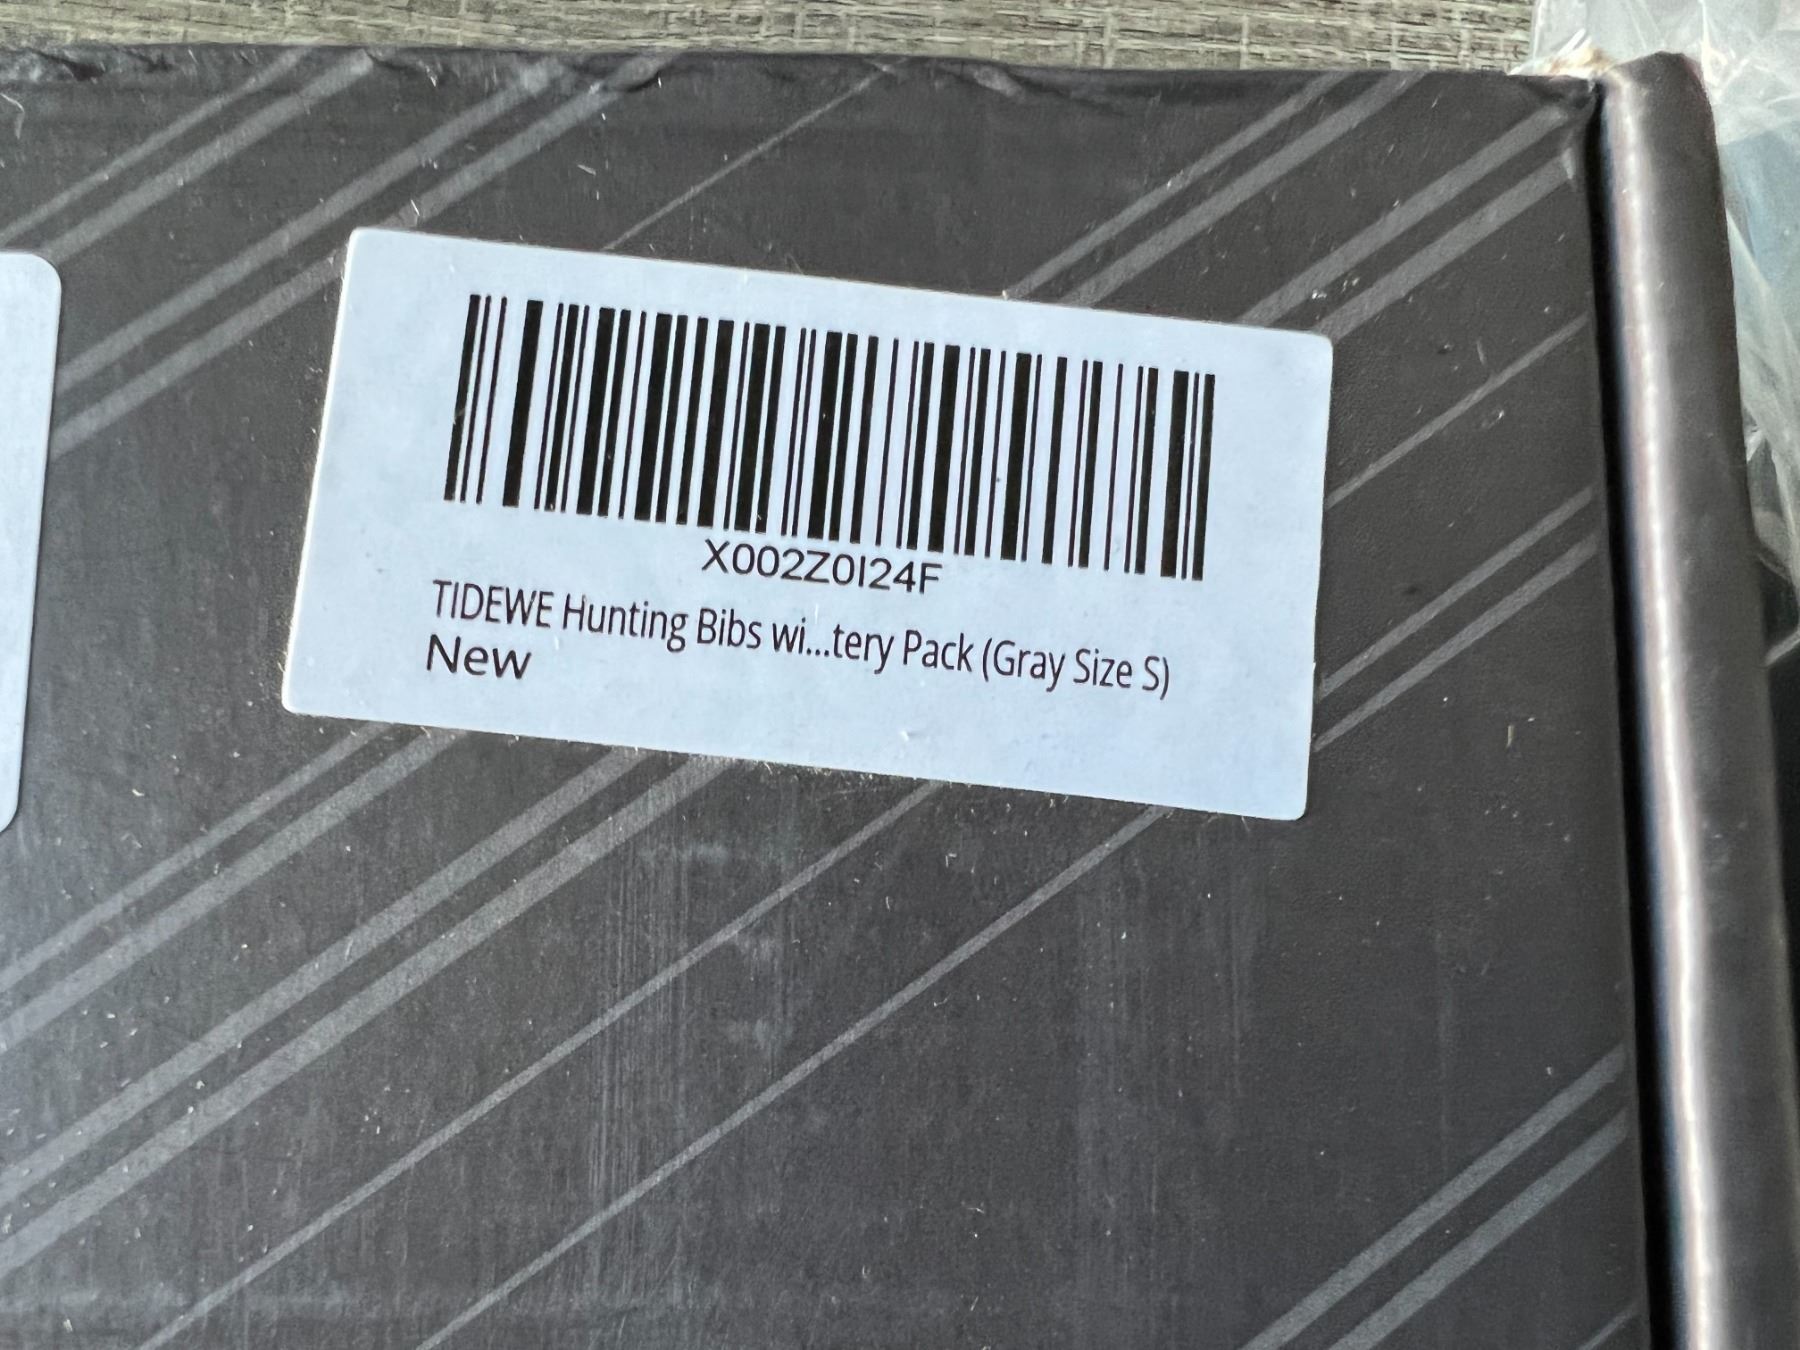 X002Z0I24F
TIDEWE Hunting Bibs wi...tery Pack (Gray Size S)
New